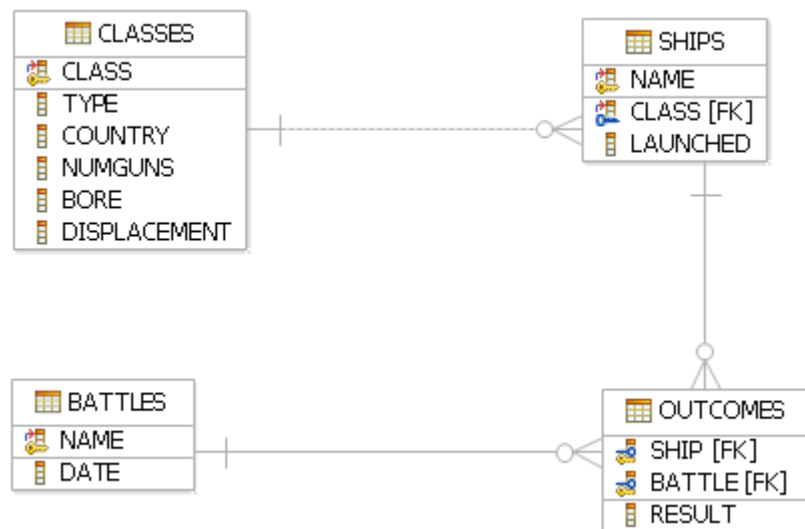 CLASSES
CLASS
TYPE
COUNTRY
NUMGUNS
BORE
DISPLACEMENT
SHIPS
NAME
CLASS [FK]
LAUNCHED
BATTLES
NAME
DATE
OUTCOMES
SHIP [FK]
BATTLE [FK]
RESULT